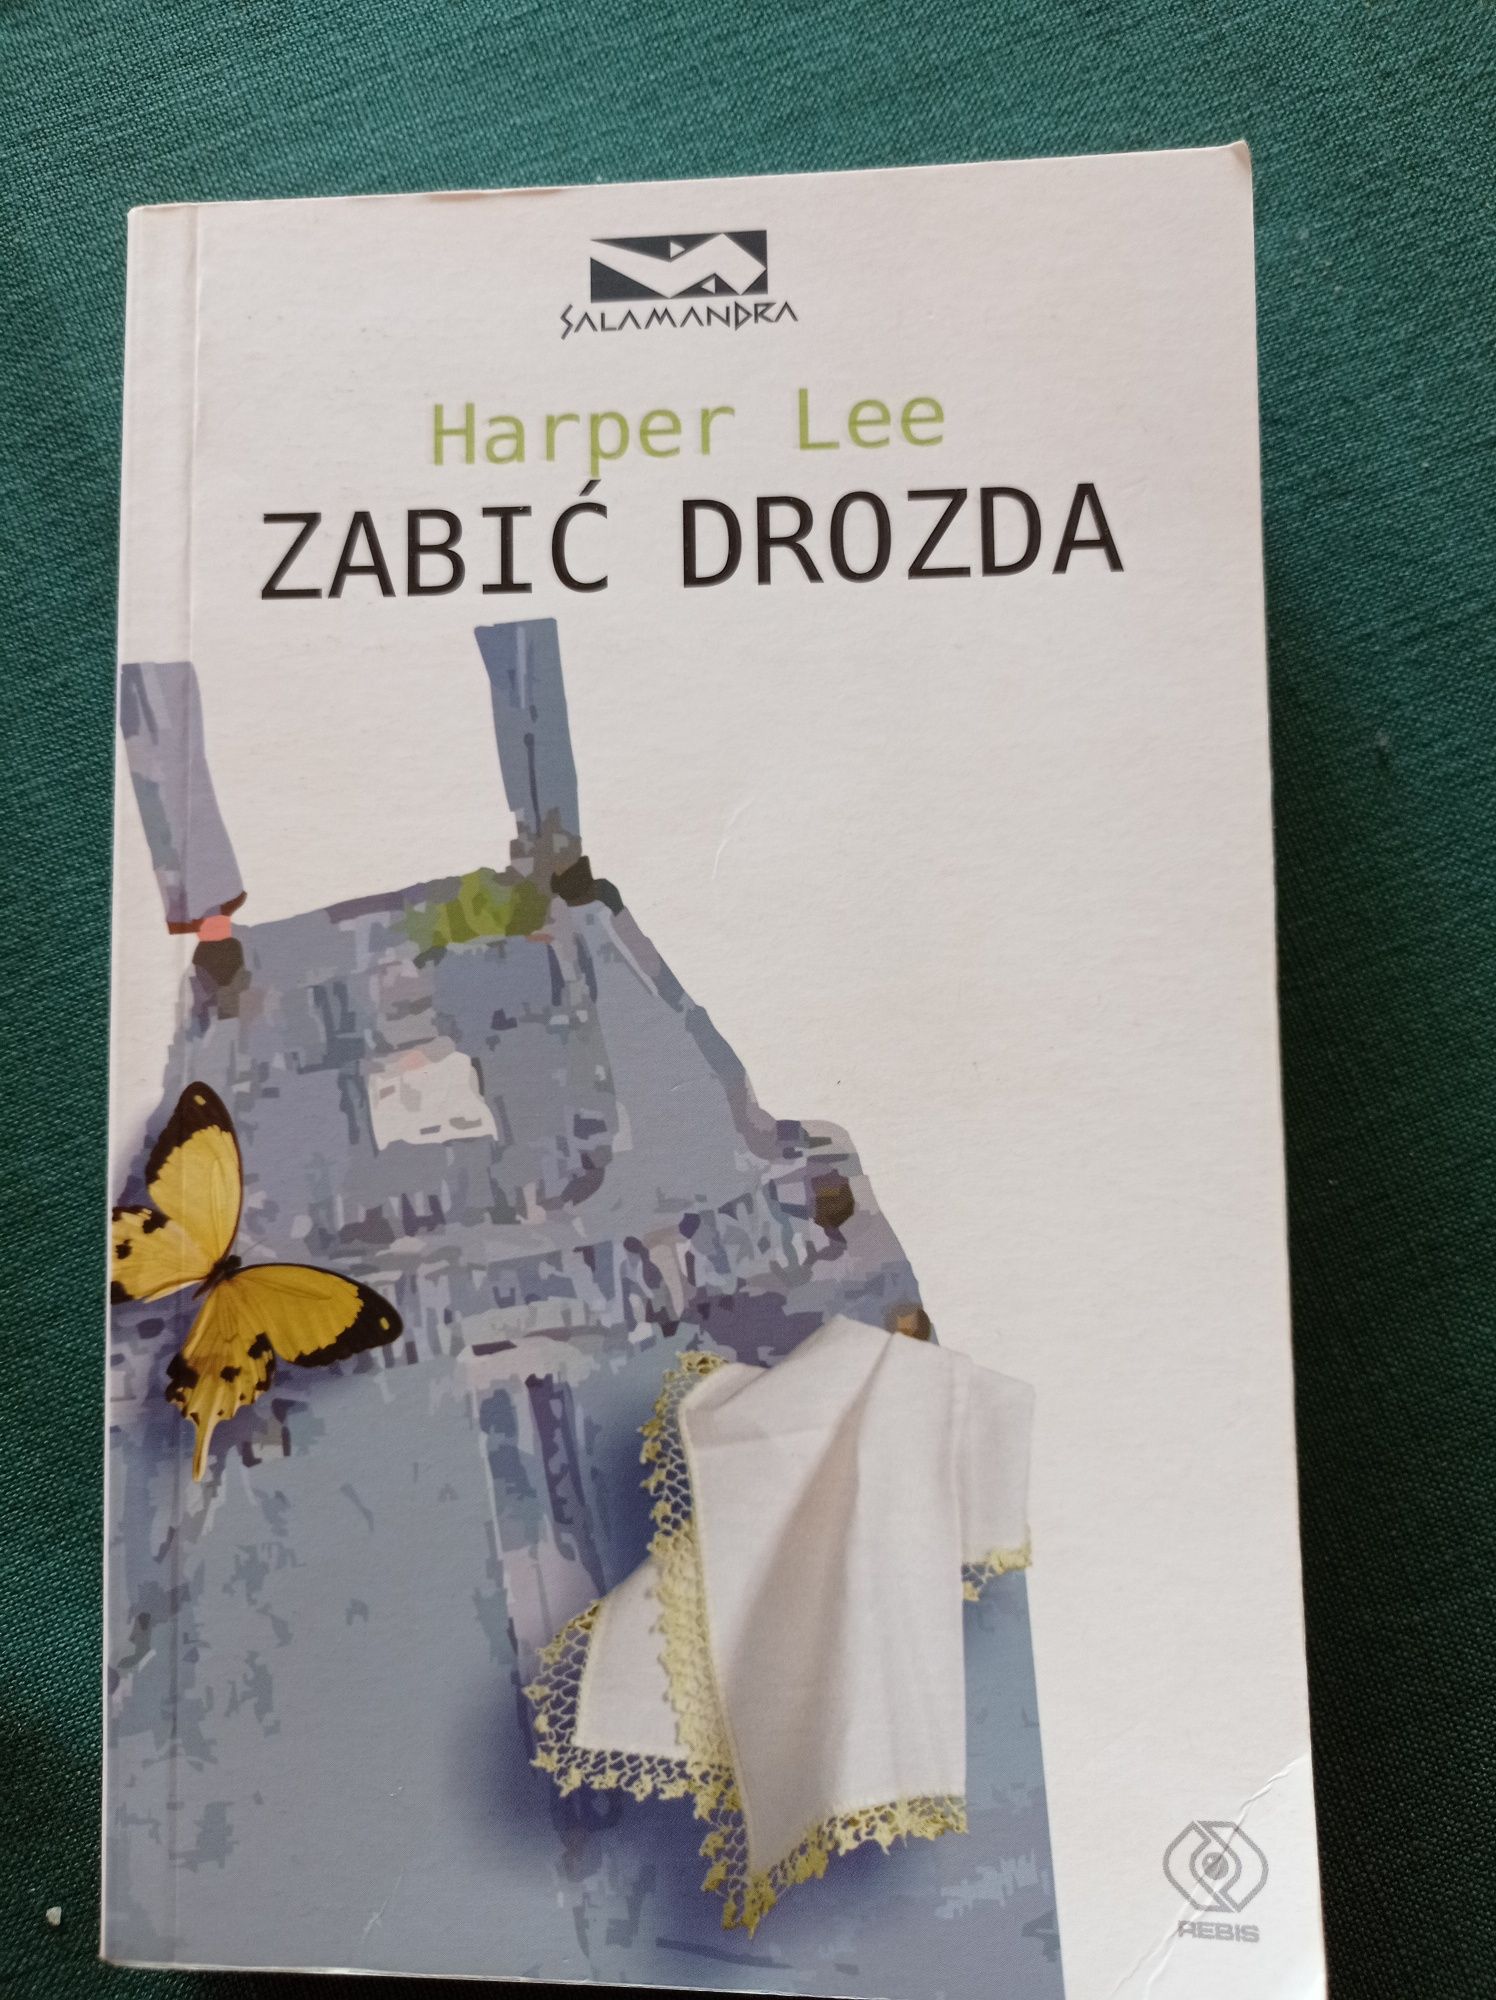 SALAMANDRA
Harper Lee
ZABIĆ DROZDA
REBIS